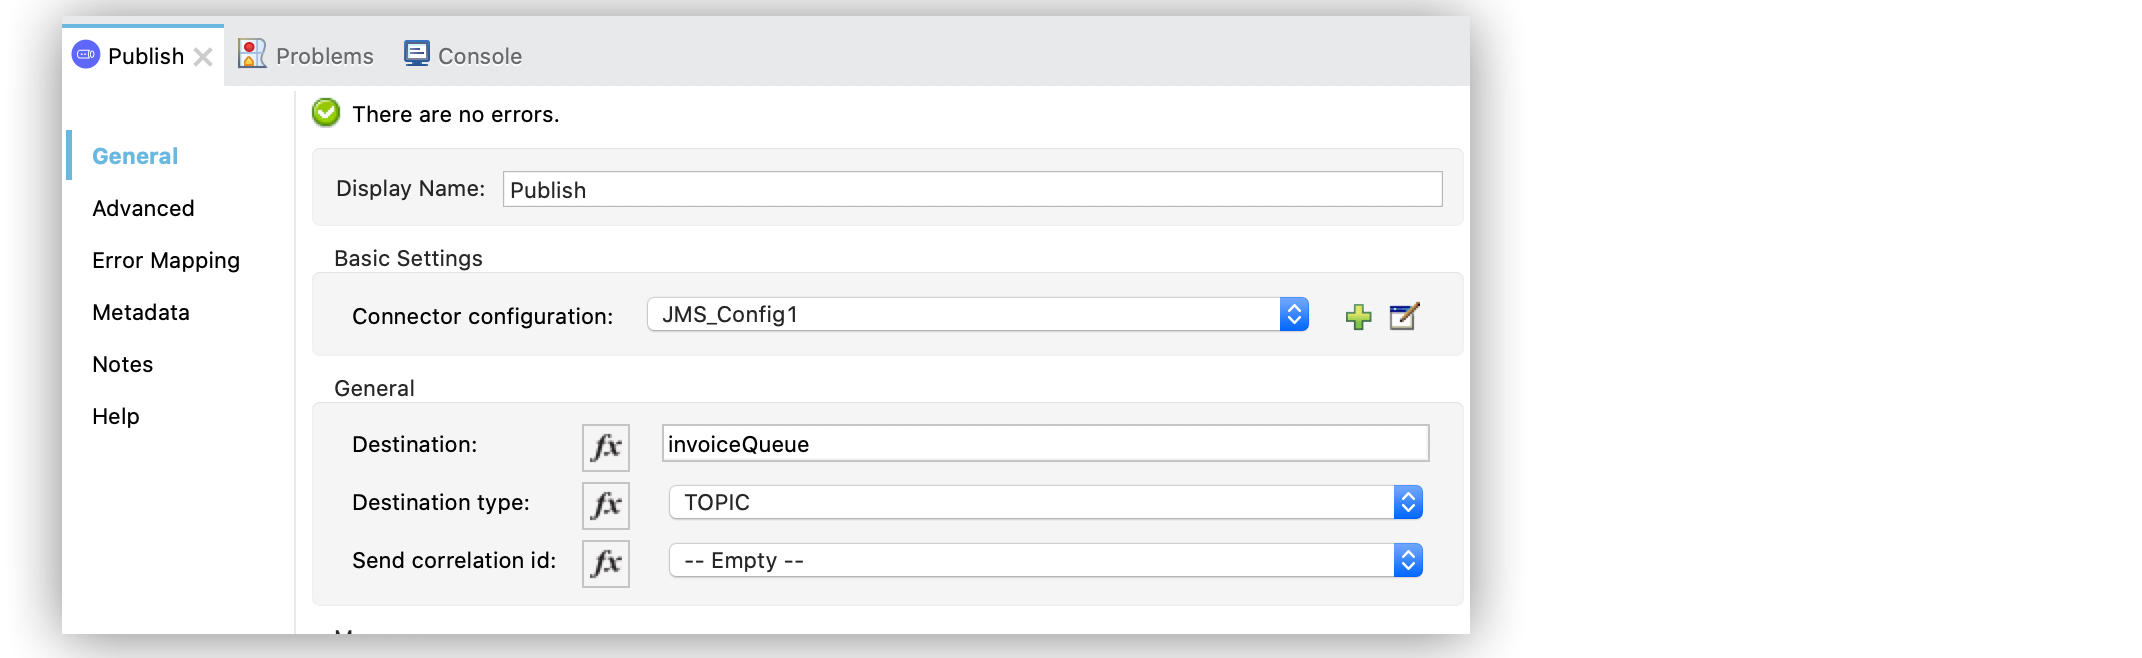 Publish
Problems
Console
There are no errors.
General
Advanced
Error Mapping
Metadata
Notes
Help
Display Name: Publish
Basic Settings
Connector configuration: JMS_Config1
General
Destination: fx invoiceQueue
Destination type: fx TOPIC
Send correlation id: fx -- Empty --